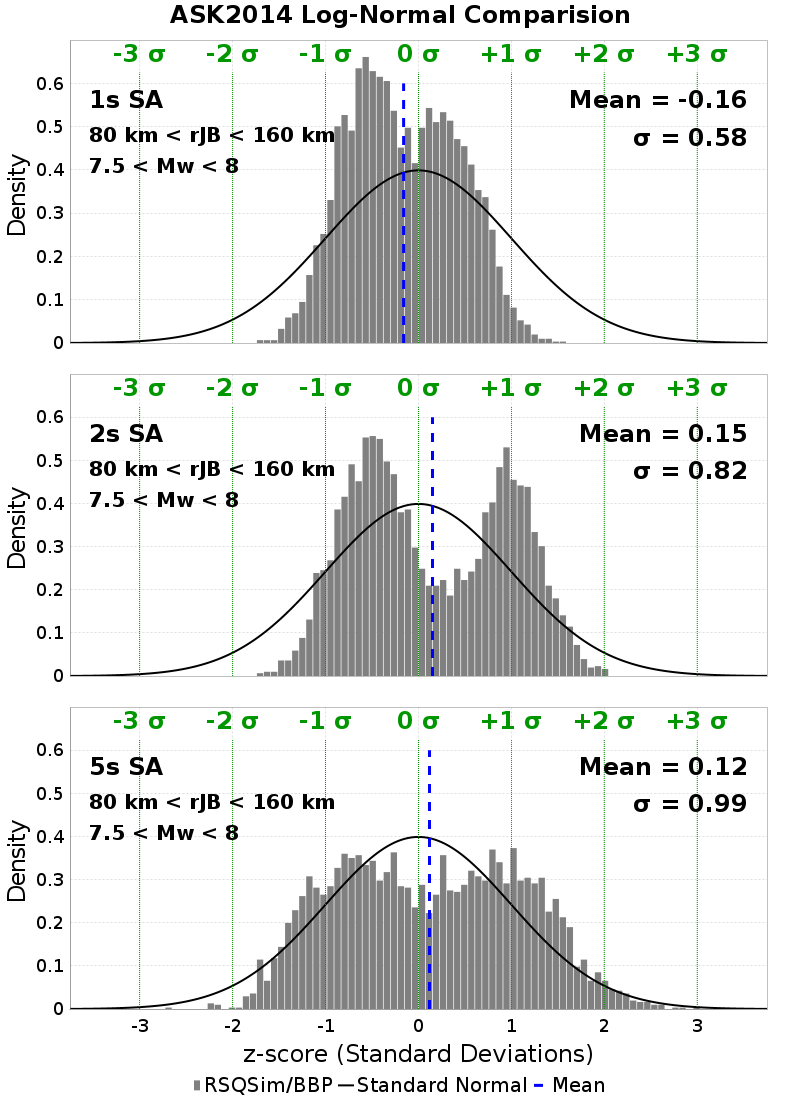 ASK2014 Log-Normal Comparision
-3 σ -2 σ -1 σ 0 σ +1 σ +2 σ +3 σ
1s SA
80 km < rJB < 160 km
7.5 < Mw < 8
Mean = -0.16
σ = 0.58
Density
0.6
0.5
0.4
0.3
0.2
0.1
0
-3 σ -2 σ -1 σ 0 σ +1 σ +2 σ +3 σ
2s SA
80 km < rJB < 160 km
7.5 < Mw < 8
Mean = 0.15
σ = 0.82
Density
0.6
0.5
0.4
0.3
0.2
0.1
0
-3 σ -2 σ -1 σ 0 σ +1 σ +2 σ +3 σ
5s SA
80 km < rJB < 160 km
7.5 < Mw < 8
Mean = 0.12
σ = 0.99
Density
0.6
0.5
0.4
0.3
0.2
0.1
0
-3 -2 -1 0 1 2 3
z-score (Standard Deviations)
RSQSim/BBP Standard Normal Mean